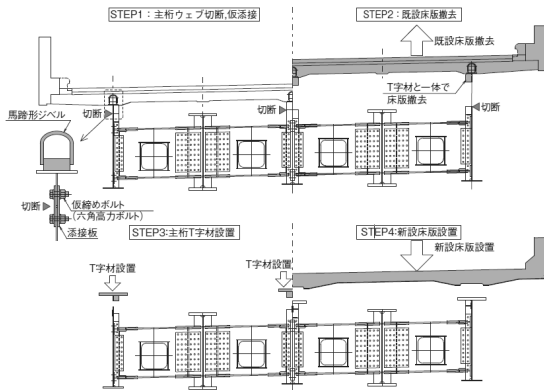 STEP1：主桁ウェブ切断,仮添接
STEP2：既設床版撤去
既設床版撤去
T字材と一体で
床版撤去
切断
切断
馬蹄形ジベル
切断
仮締めボルト
(六角高力ボルト)
添接板
STEP3:主桁T字材設置
STEP4:新設床版設置
新設床版設置
T字材設置
T字材設置